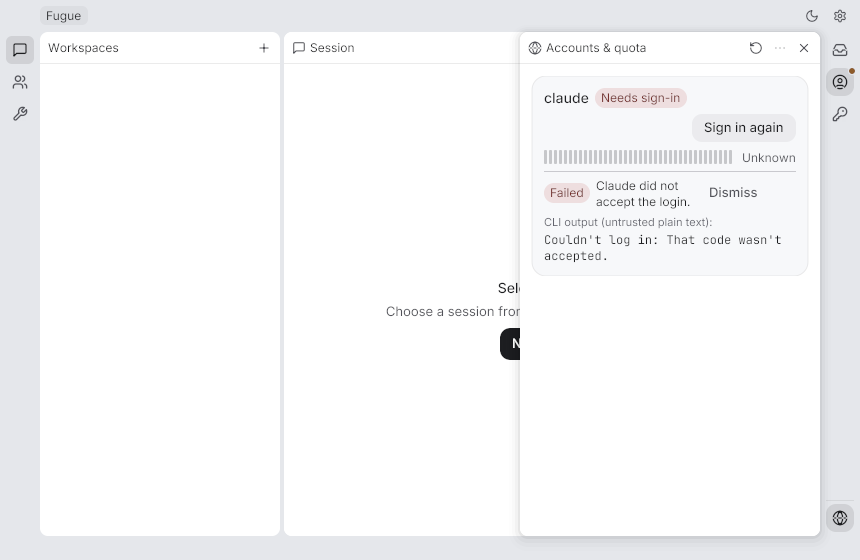 Fugue
Workspaces
Session
Accounts & quota
claude Needs sign-in
Sign in again
Unknown
Failed
Claude did not
accept the login.
Dismiss
CLI output (untrusted plain text):
Couldn't log in: That code wasn't
accepted.
Choose a session